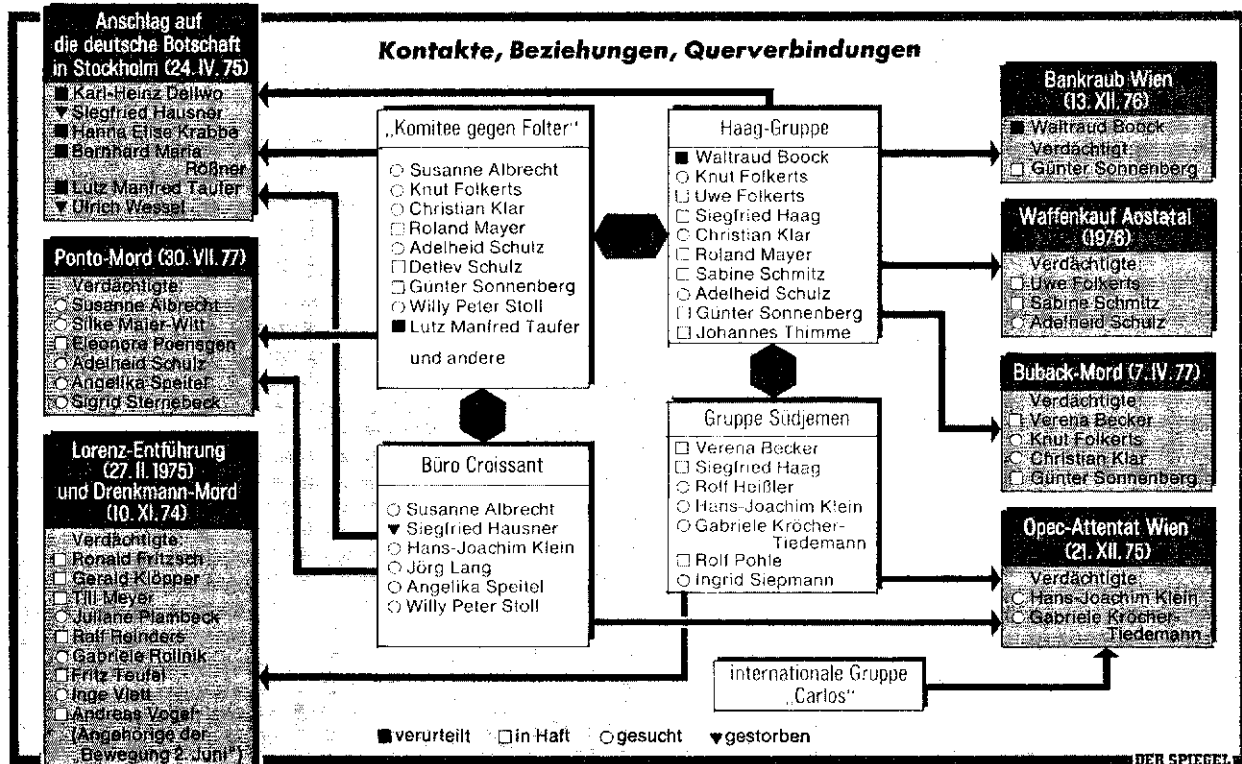 Kontakte, Beziehungen, Querverbindungen
Anschlag auf
die deutsche Botschaft
in Stockholm (24. IV. 75)
■ Karl-Heinz Dellwo
▼ Siegfried Hausner
■ Hanna Elise Krabbe
■ Bernhard Maria
Rößner
■ Lutz Manfred Taufer
▼ Ulrich Wessel
Ponto-Mord (30. VII. 77)
Verdächtigte
○ Susanne Albrecht
○ Silke Maier-Witt
□ Eleonore Poensgen
○ Adelheid Schulz
○ Angelika Speitel
○ Sigrid Sternebeck
Lorenz-Entführung
(27. II. 1975)
und Drenkmann-Mord
(10. XI. 74)
Verdächtigte
□ Ronald Fritzsch
□ Gerald Klöpper
□ Till Meyer
○ Juliane Plambeck
□ Ralf Reinders
○ Gabriele Rollnik
□ Fritz Teufel
○ Inge Viett
□ Andreas Vogel
(Angehörige der
„Bewegung 2. Juni")
„Komitee gegen Folter"
○ Susanne Albrecht
○ Knut Folkerts
○ Christian Klar
□ Roland Mayer
○ Adelheid Schulz
□ Detlev Schulz
□ Günter Sonnenberg
○ Willy Peter Stoll
■ Lutz Manfred Taufer
und andere
Büro Croissant
○ Susanne Albrecht
▼ Siegfried Hausner
○ Hans-Joachim Klein
○ Jörg Lang
○ Angelika Speitel
○ Willy Peter Stoll
Haag-Gruppe
■ Waltraud Boock
○ Knut Folkerts
□ Uwe Folkerts
□ Siegfried Haag
○ Christian Klar
□ Roland Mayer
□ Sabine Schmitz
○ Adelheid Schulz
□ Günter Sonnenberg
□ Johannes Thimme
Gruppe Südjemen
□ Verena Becker
□ Siegfried Haag
○ Rolf Heißler
○ Hans-Joachim Klein
○ Gabriele Kröcher-
Tiedemann
□ Rolf Pohle
○ Ingrid Siepmann
internationale Gruppe
„Carlos"
Bankraub Wien
(13. XII. 76)
■ Waltraud Boock
Verdächtigt
□ Günter Sonnenberg
Waffenkauf Aostatal
(1976)
Verdächtigte
□ Uwe Folkerts
□ Sabine Schmitz
○ Adelheid Schulz
Buback-Mord (7. IV. 77)
Verdächtigte
□ Verena Becker
○ Knut Folkerts
○ Christian Klar
□ Günter Sonnenberg
Opec-Attentat Wien
(21. XII. 75)
Verdächtigte
○ Hans-Joachim Klein
○ Gabriele Kröcher-
Tiedemann
■ verurteilt □ in Haft ○ gesucht ▼ gestorben
DER SPIEGEL